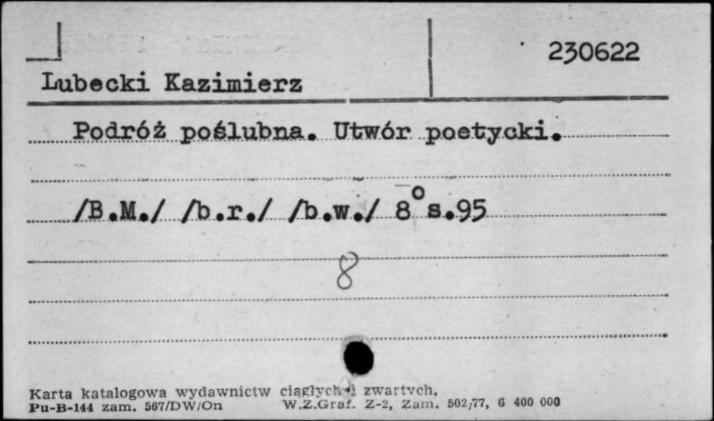 230622
Lubecki Kazimierz
Podróż poślubna. Utwór poetycki.
/B.M./ /b.r./ /b.w./ 8° s.95
8
Karta katalogowa wydawnictw ciągłych i zwartych.
Pu-B-144 zam. 567/DW/On W.Z.Graf. Z-2, Zam. 502/77, 6 400 000